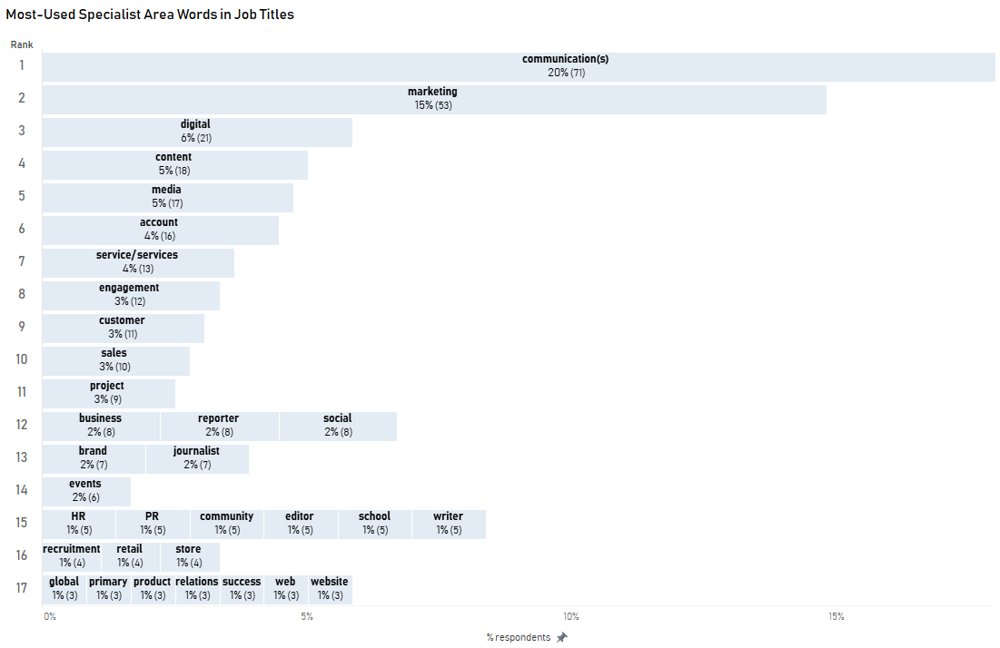 Most-Used Specialist Area Words in Job Titles
Rank
1
communication(s)
20% (71)
2
marketing
15% (53)
3
digital
6% (21)
4
content
5% (18)
5
media
5% (17)
6
account
4% (16)
7
service/services
4% (13)
8
engagement
3% (12)
9
customer
3% (11)
10
sales
3% (10)
11
project
3% (9)
12
business reporter social
2% (8) 2% (8) 2% (8)
13
brand journalist
2% (7) 2% (7)
14
events
2% (6)
15
HR PR community editor school writer
1% (5) 1% (5) 1% (5) 1% (5) 1% (5) 1% (5)
16
recruitment retail store
1% (4) 1% (4) 1% (4)
17
global primary product relations success web website
1% (3) 1% (3) 1% (3) 1% (3) 1% (3) 1% (3) 1% (3)
0% 5% 10% 15%
% respondents